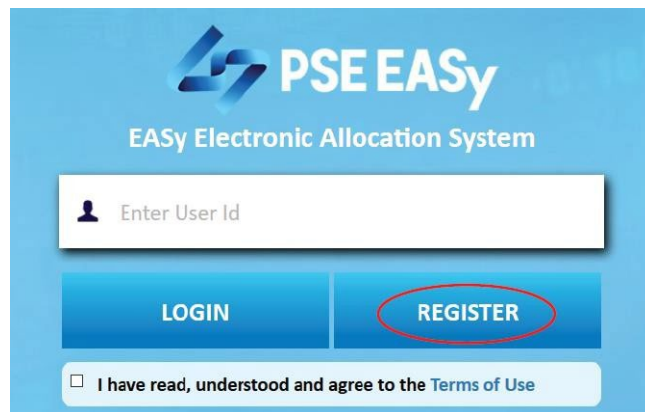 PSE EASy
EASy Electronic Allocation System
Enter User Id
LOGIN
REGISTER
I have read, understood and agree to the Terms of Use